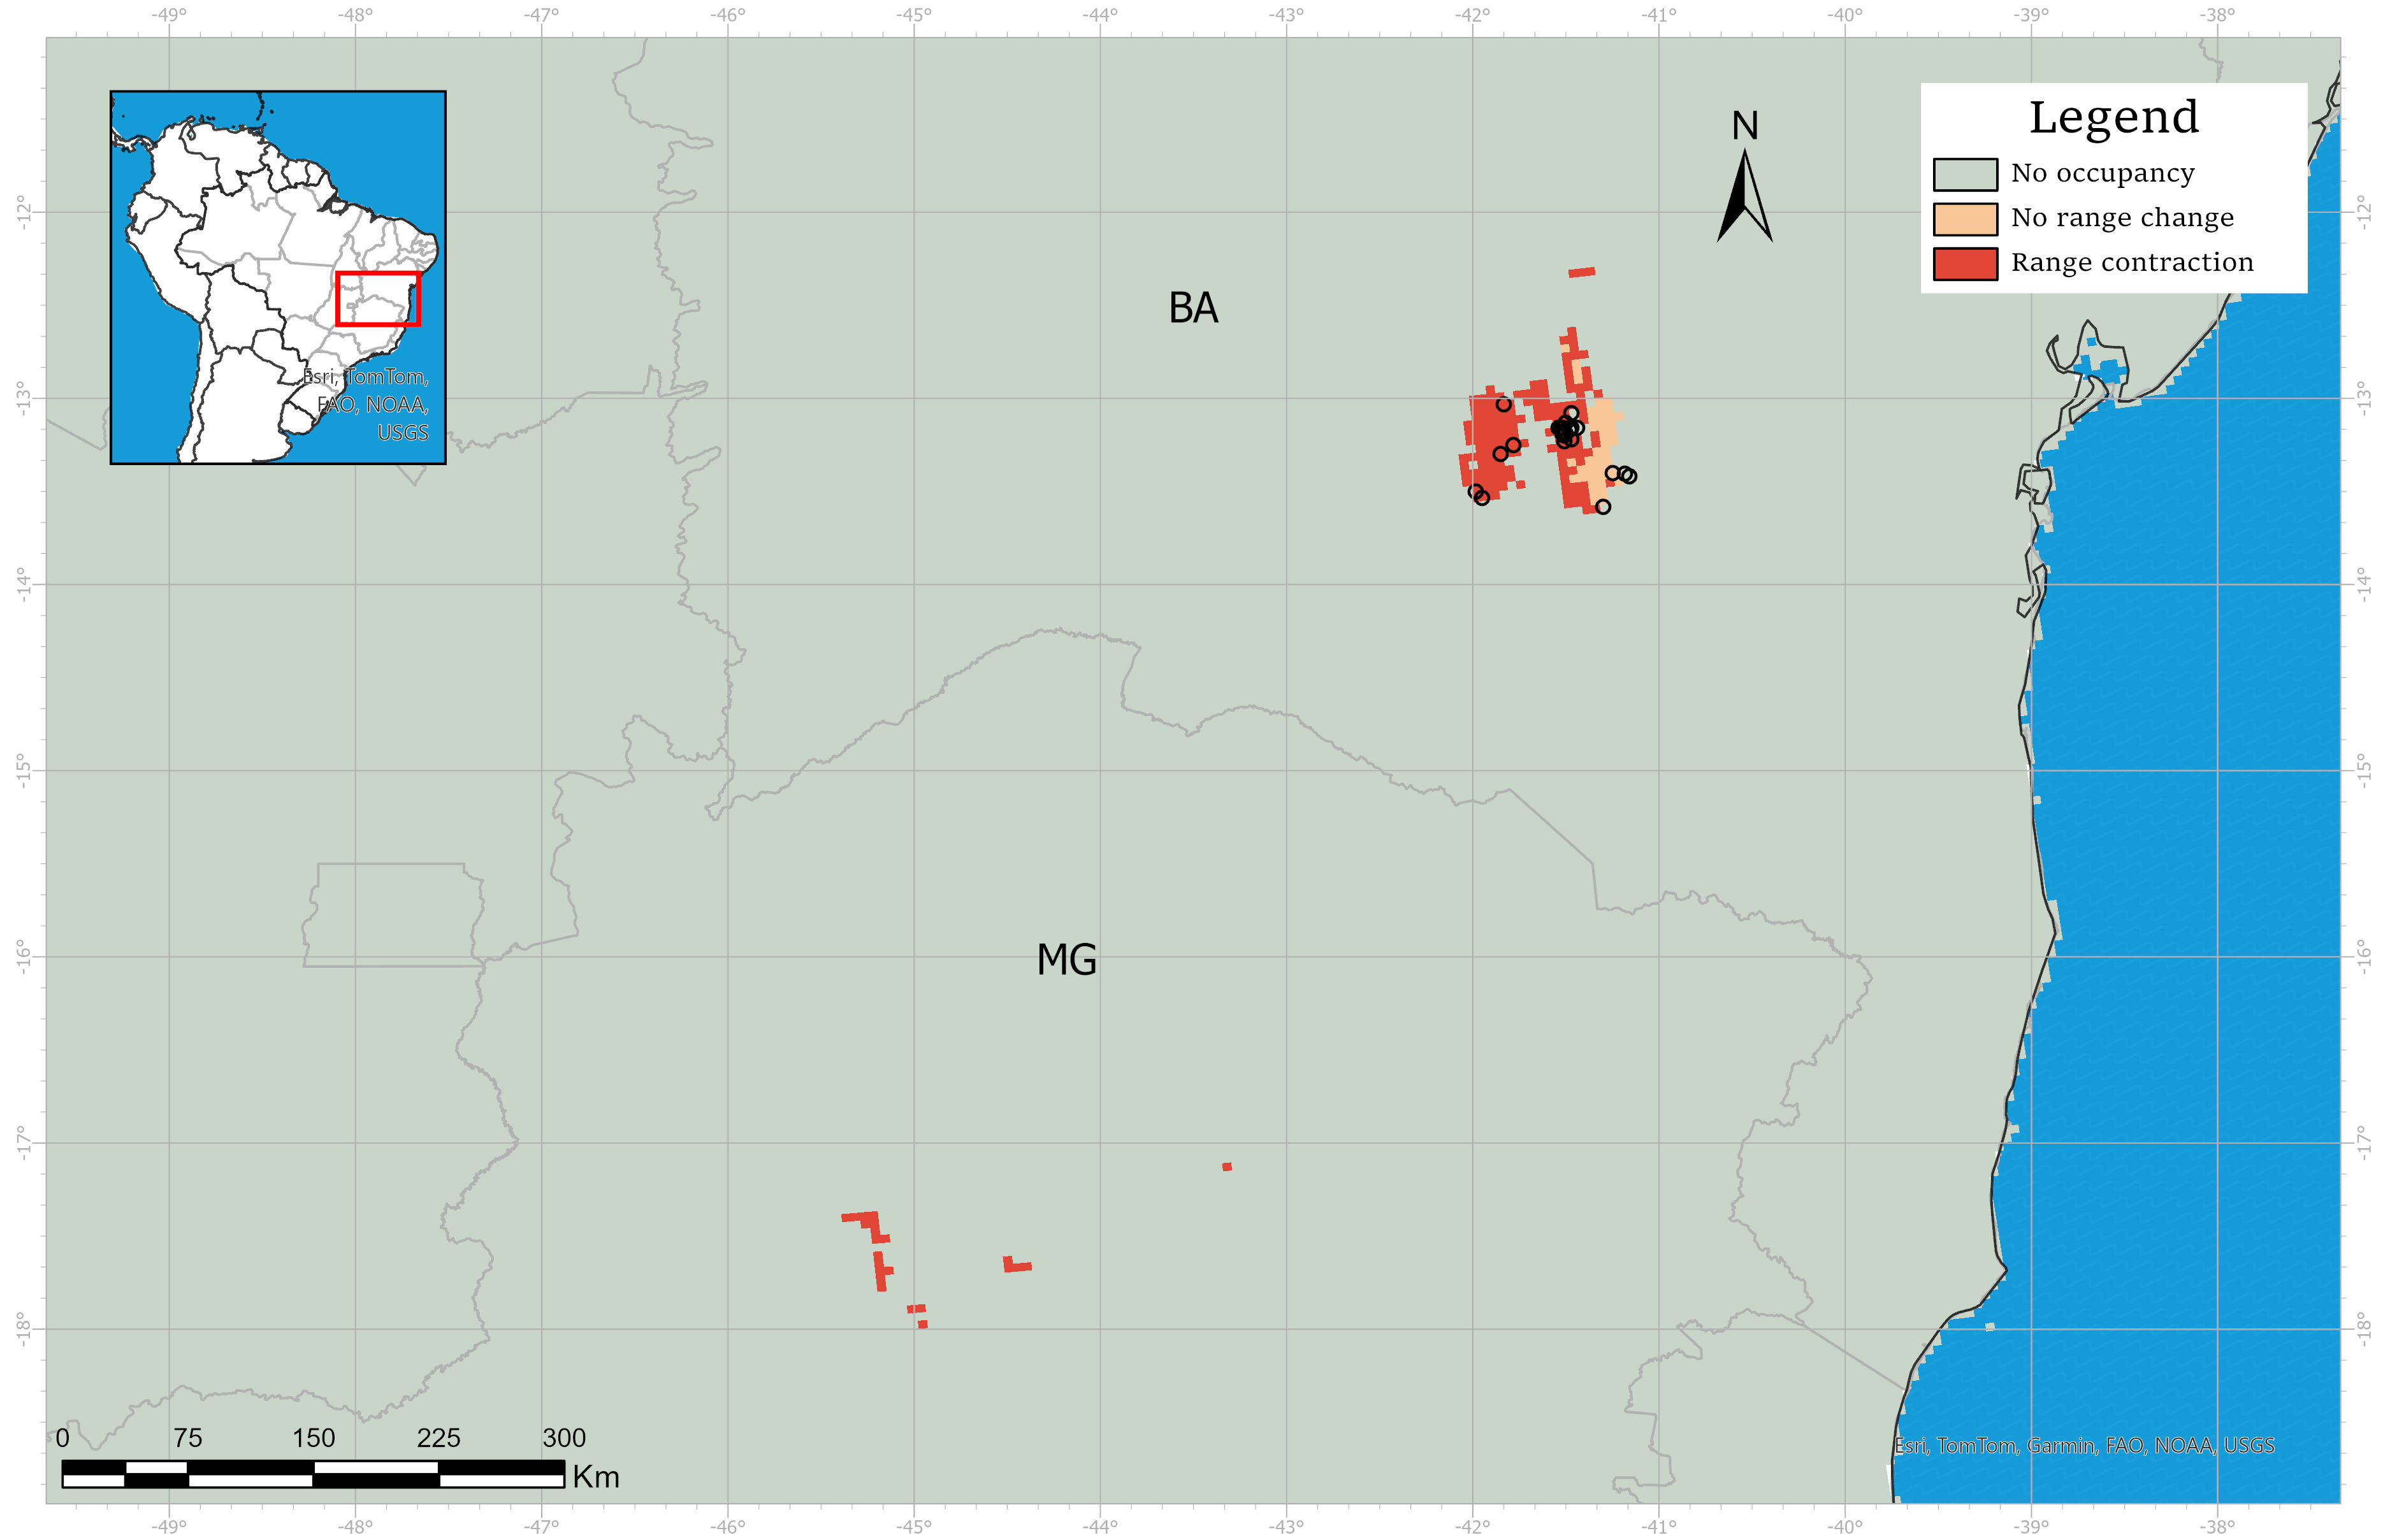 -49° -48° -47° -46° -45° -44° -43° -42° -41° -40° -39° -38°
Legend
No occupancy
No range change
Range contraction
N
Esri, TomTom,
FAO, NOAA,
USGS
BA
MG
-12° -12°
-13° -13°
-14° -14°
-15° -15°
-16° -16°
-17° -17°
-18° -18°
0 75 150 225 300
Km
Esri, TomTom, Garmin, FAO, NOAA, USGS
-49° -48° -47° -46° -45° -44° -43° -42° -41° -40° -39° -38°